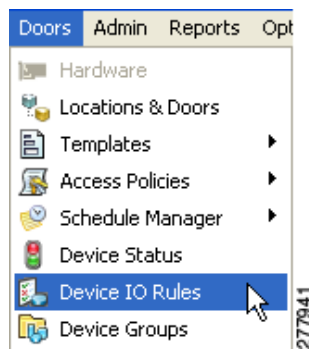 Doors Admin Reports Opt
Hardware
Locations & Doors
Templates
Access Policies
Schedule Manager
Device Status
Device IO Rules
Device Groups
277941